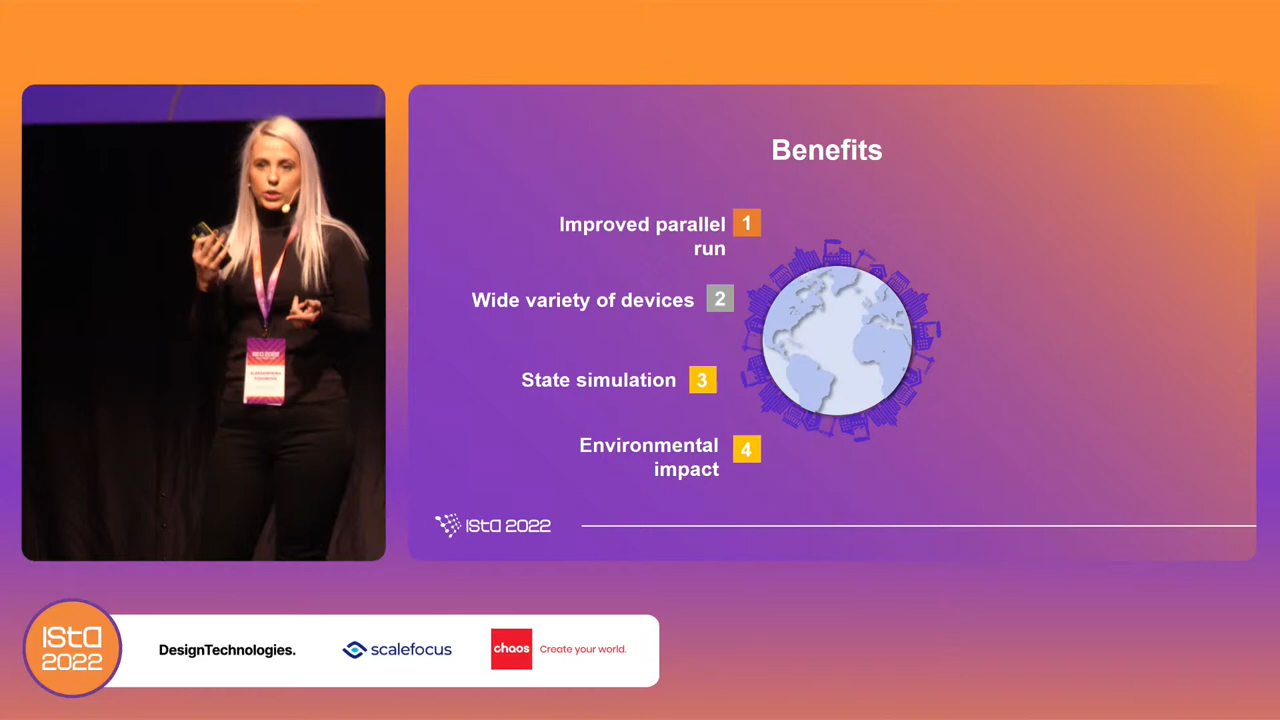 Benefits
Improved parallel
run
1
Wide variety of devices
2
State simulation
3
Environmental
impact
4
ISTA 2022
ISTA
2022
DesignTechnologies.
scalefocus
chaos
Create your world.